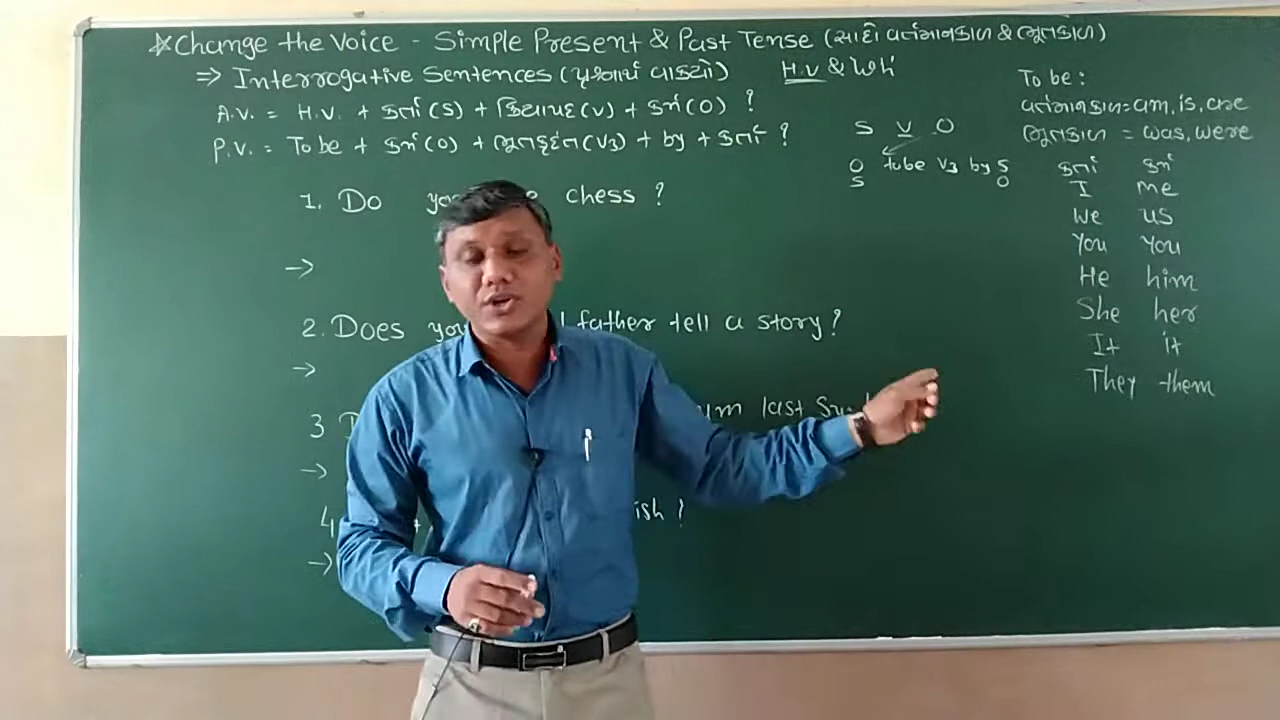 * Change the Voice - Simple Present & Past Tense (સાદો વર્તમાનકાળ & ભૂતકાળ)
⇒ Interrogative Sentences (પ્રશ્નાર્થ વાક્યો) H.V & Wh
A.V. = H.V. + કર્તા (S) + ક્રિયાપદ (V) + કર્મ (O) ?
P.V. = To be + કર્મ (O) + ભૂતકૃદંત (V3) + by + કર્તા ?
S V O
O tobe V3 by S
S O
To be :
વર્તમાનકાળ = am, is, are
ભૂતકાળ = was, were
કર્તા કર્મ
I me
We us
You You
He him
She her
It it
They them
1. Do chess ?
→
2. Does father tell a story ?
→
3 last
→
4
→